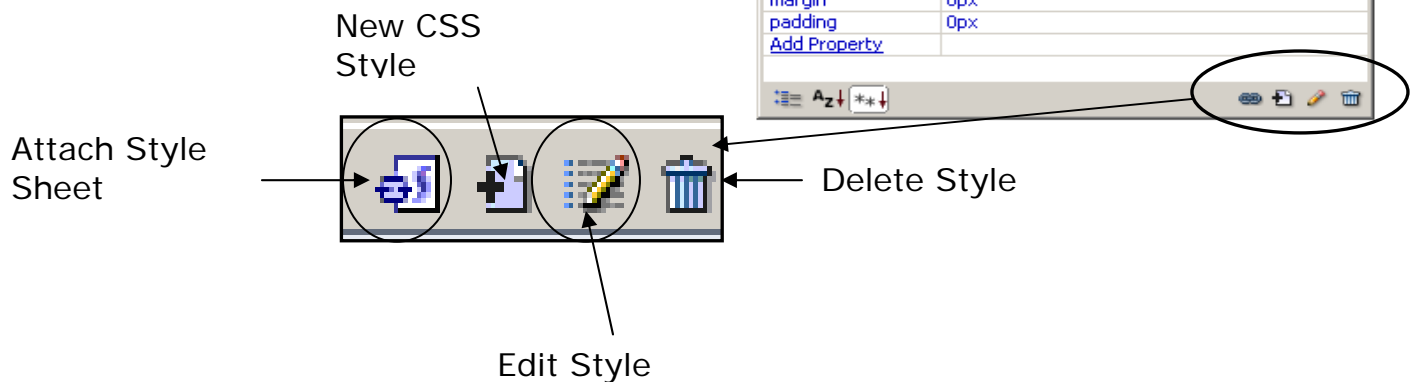 margin 0px
padding 0px
Add Property
New CSS
Style
Attach Style
Sheet
Delete Style
Edit Style